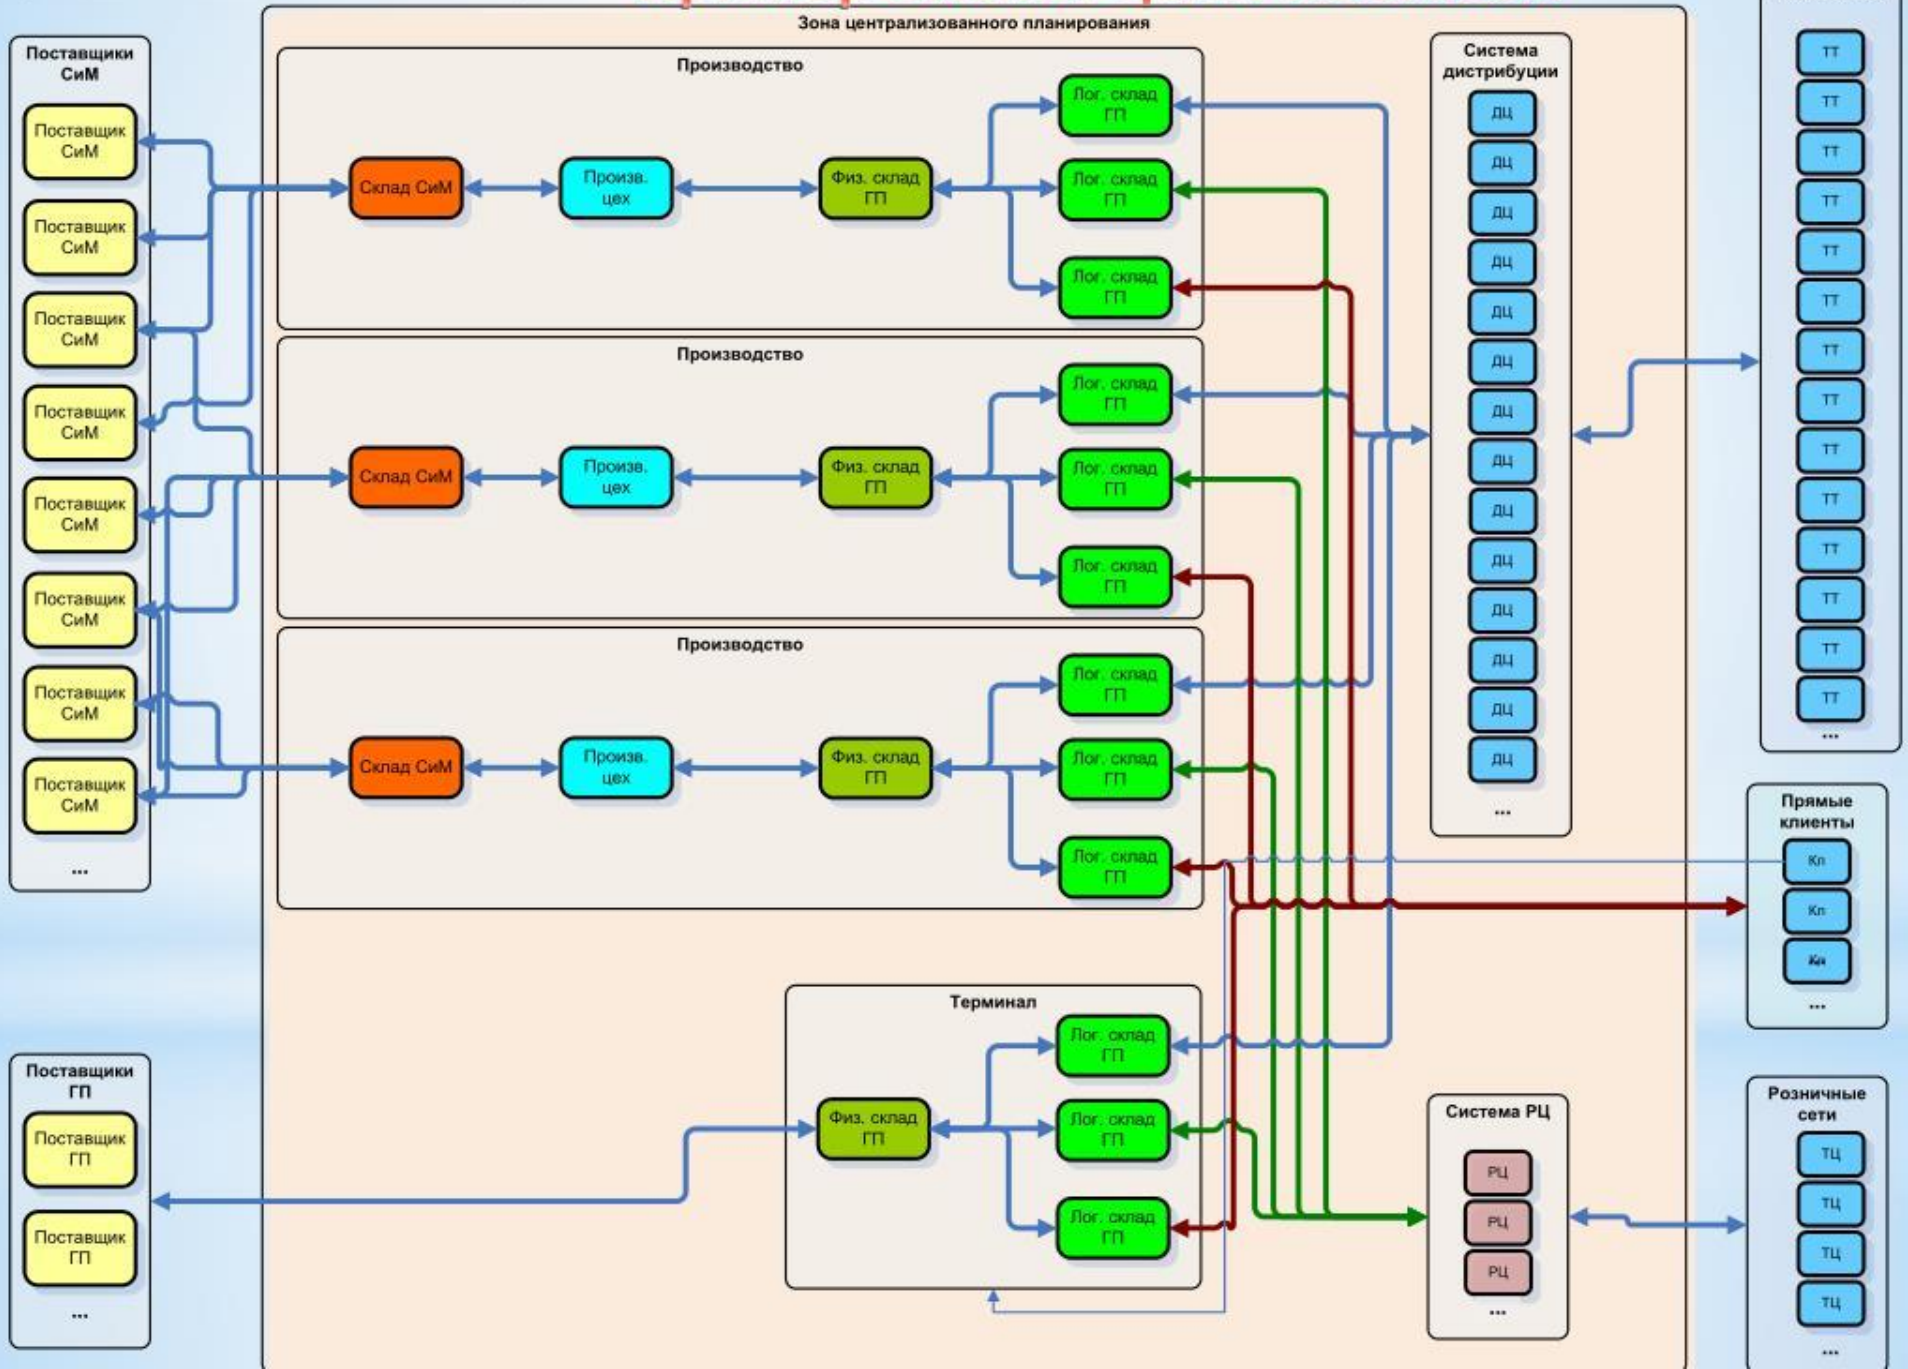 Зона централизованного планирования
Поставщики
СиМ
Поставщик
СиМ
Поставщик
СиМ
Поставщик
СиМ
Поставщик
СиМ
Поставщик
СиМ
Поставщик
СиМ
Поставщик
СиМ
Поставщик
СиМ
...
Поставщики
ГП
Поставщик
ГП
Поставщик
ГП
...
Производство
Склад СиМ
Произв.
цех
Физ. склад
ГП
Лог. склад
ГП
Лог. склад
ГП
Лог. склад
ГП
Производство
Склад СиМ
Произв.
цех
Физ. склад
ГП
Лог. склад
ГП
Лог. склад
ГП
Лог. склад
ГП
Производство
Склад СиМ
Произв.
цех
Физ. склад
ГП
Лог. склад
ГП
Лог. склад
ГП
Лог. склад
ГП
Терминал
Физ. склад
ГП
Лог. склад
ГП
Лог. склад
ГП
Лог. склад
ГП
Система
дистрибуции
ДЦ
ДЦ
ДЦ
ДЦ
ДЦ
ДЦ
ДЦ
ДЦ
ДЦ
ДЦ
ДЦ
ДЦ
ДЦ
ДЦ
...
Система РЦ
РЦ
РЦ
РЦ
...
ТТ
ТТ
ТТ
ТТ
ТТ
ТТ
ТТ
ТТ
ТТ
ТТ
ТТ
ТТ
ТТ
ТТ
...
Прямые
клиенты
Кл
Кл
...
Розничные
сети
ТЦ
ТЦ
ТЦ
ТЦ
...